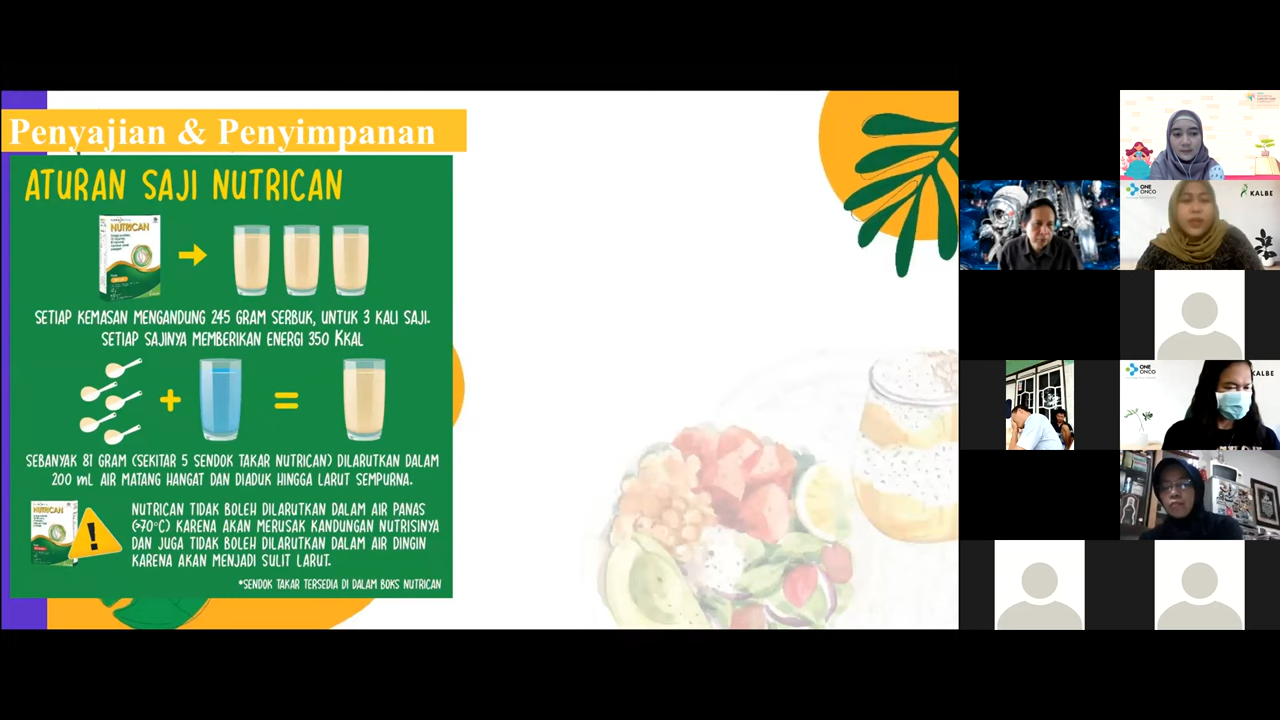 Penyajian & Penyimpanan
ATURAN SAJI NUTRICAN
NUTRICAN
SETIAP KEMASAN MENGANDUNG 245 GRAM SERBUK, UNTUK 3 KALI SAJI.
SETIAP SAJINYA MEMBERIKAN ENERGI 350 KKAL
SEBANYAK 81 GRAM (SEKITAR 5 SENDOK TAKAR NUTRICAN) DILARUTKAN DALAM
200 mL AIR MATANG HANGAT DAN DIADUK HINGGA LARUT SEMPURNA.
NUTRICAN
NUTRICAN TIDAK BOLEH DILARUTKAN DALAM AIR PANAS
(>70°C) KARENA AKAN MERUSAK KANDUNGAN NUTRISINYA
DAN JUGA TIDAK BOLEH DILARUTKAN DALAM AIR DINGIN
KARENA AKAN MENJADI SULIT LARUT.
*SENDOK TAKAR TERSEDIA DI DALAM BOKS NUTRICAN
ONE
ONCO
KALBE
ONE
ONCO
KALBE